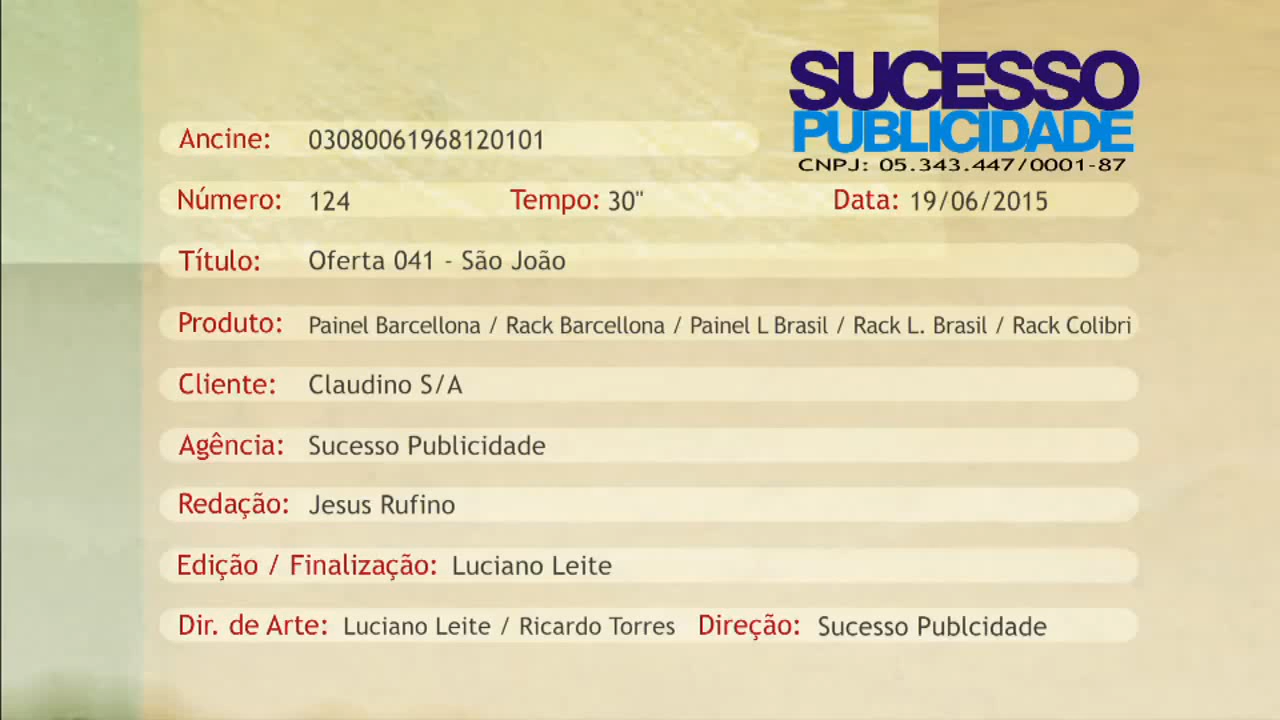 SUCESSO
PUBLICIDADE
CNPJ: 05.343.447/0001-87
Ancine: 03080061968120101
Número: 124 Tempo: 30" Data: 19/06/2015
Título: Oferta 041 - São João
Produto: Painel Barcellona / Rack Barcellona / Painel L Brasil / Rack L. Brasil / Rack Colibri
Cliente: Claudino S/A
Agência: Sucesso Publicidade
Redação: Jesus Rufino
Edição / Finalização: Luciano Leite
Dir. de Arte: Luciano Leite / Ricardo Torres Direção: Sucesso Publcidade